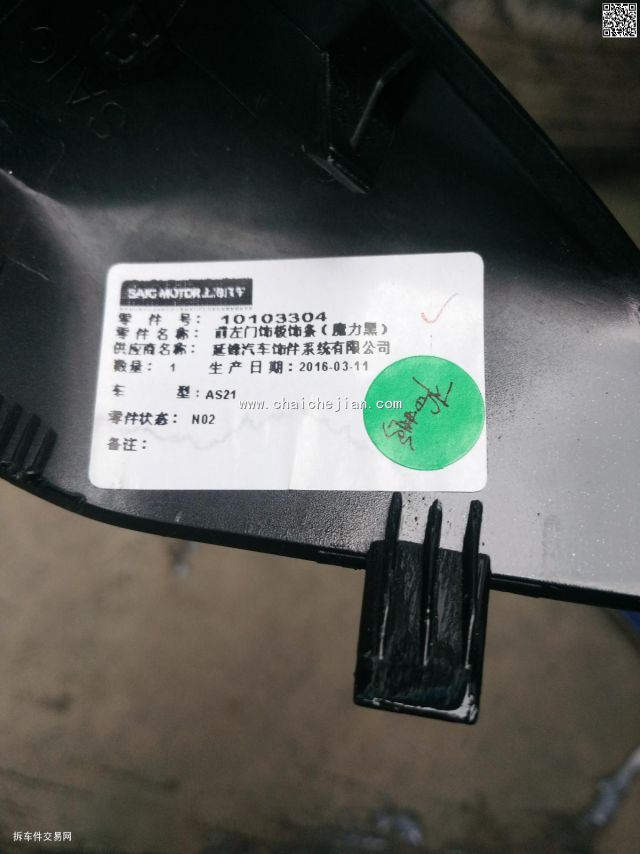 SAIC
SAIC MOTOR 上海汽车
零件号：10103304
零件名称：前左门饰板饰条（魔力黑）
供应商名称：延锋汽车饰件系统有限公司
数量：1 生产日期：2016-03-11
车型：AS21
www.chaichejian.com
零件状态：N02
备注：
拆车件交易网